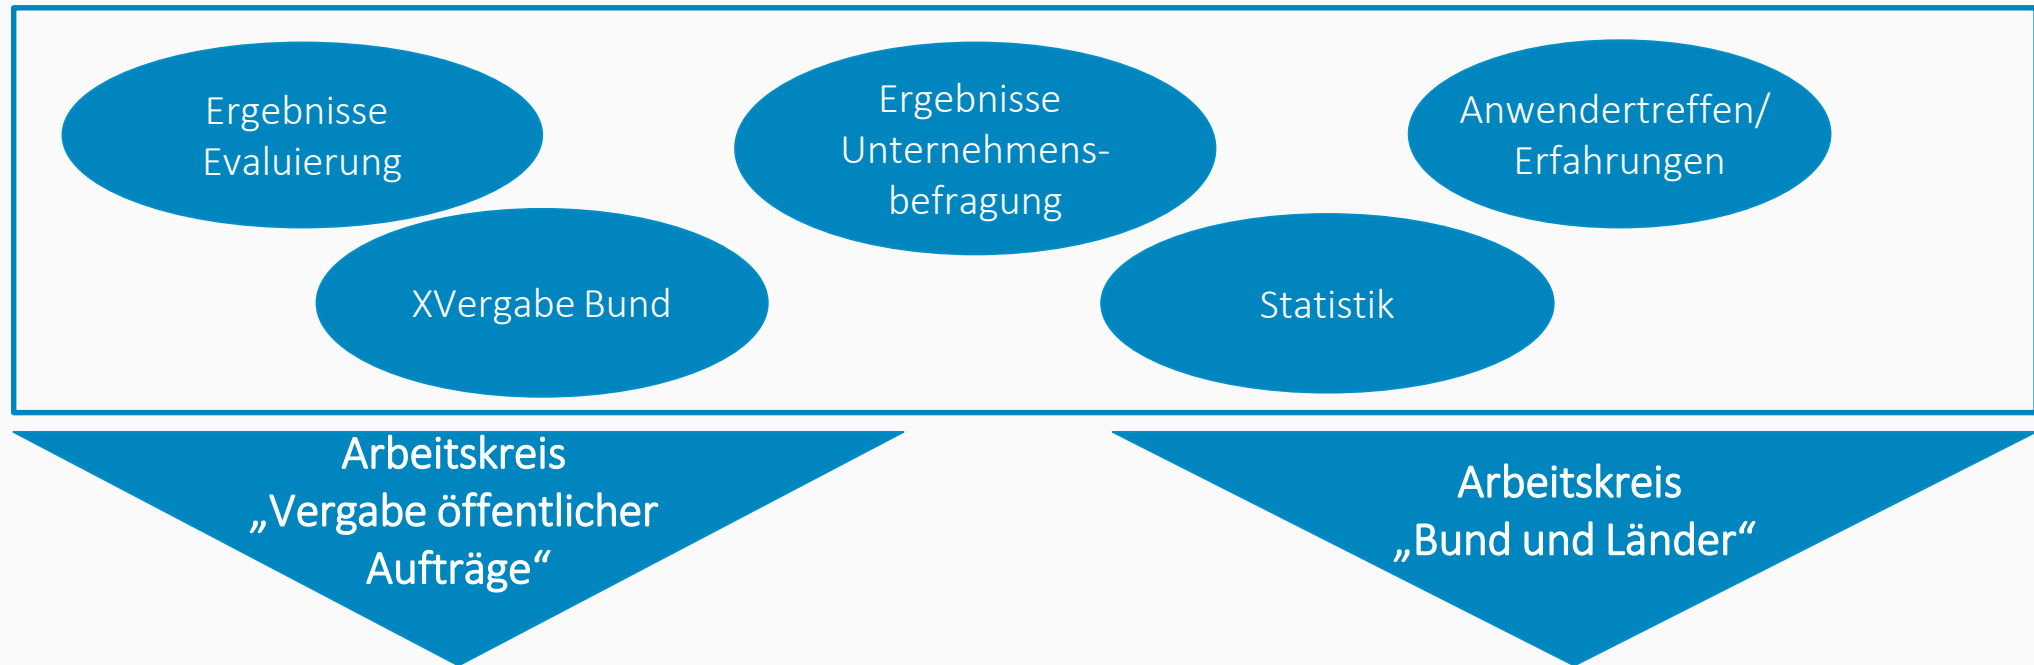 Ergebnisse
Evaluierung
Ergebnisse
Unternehmens-
befragung
Anwendertreffen/
Erfahrungen
XVergabe Bund
Statistik
Arbeitskreis
„Vergabe öffentlicher
Aufträge“
Arbeitskreis
„Bund und Länder“